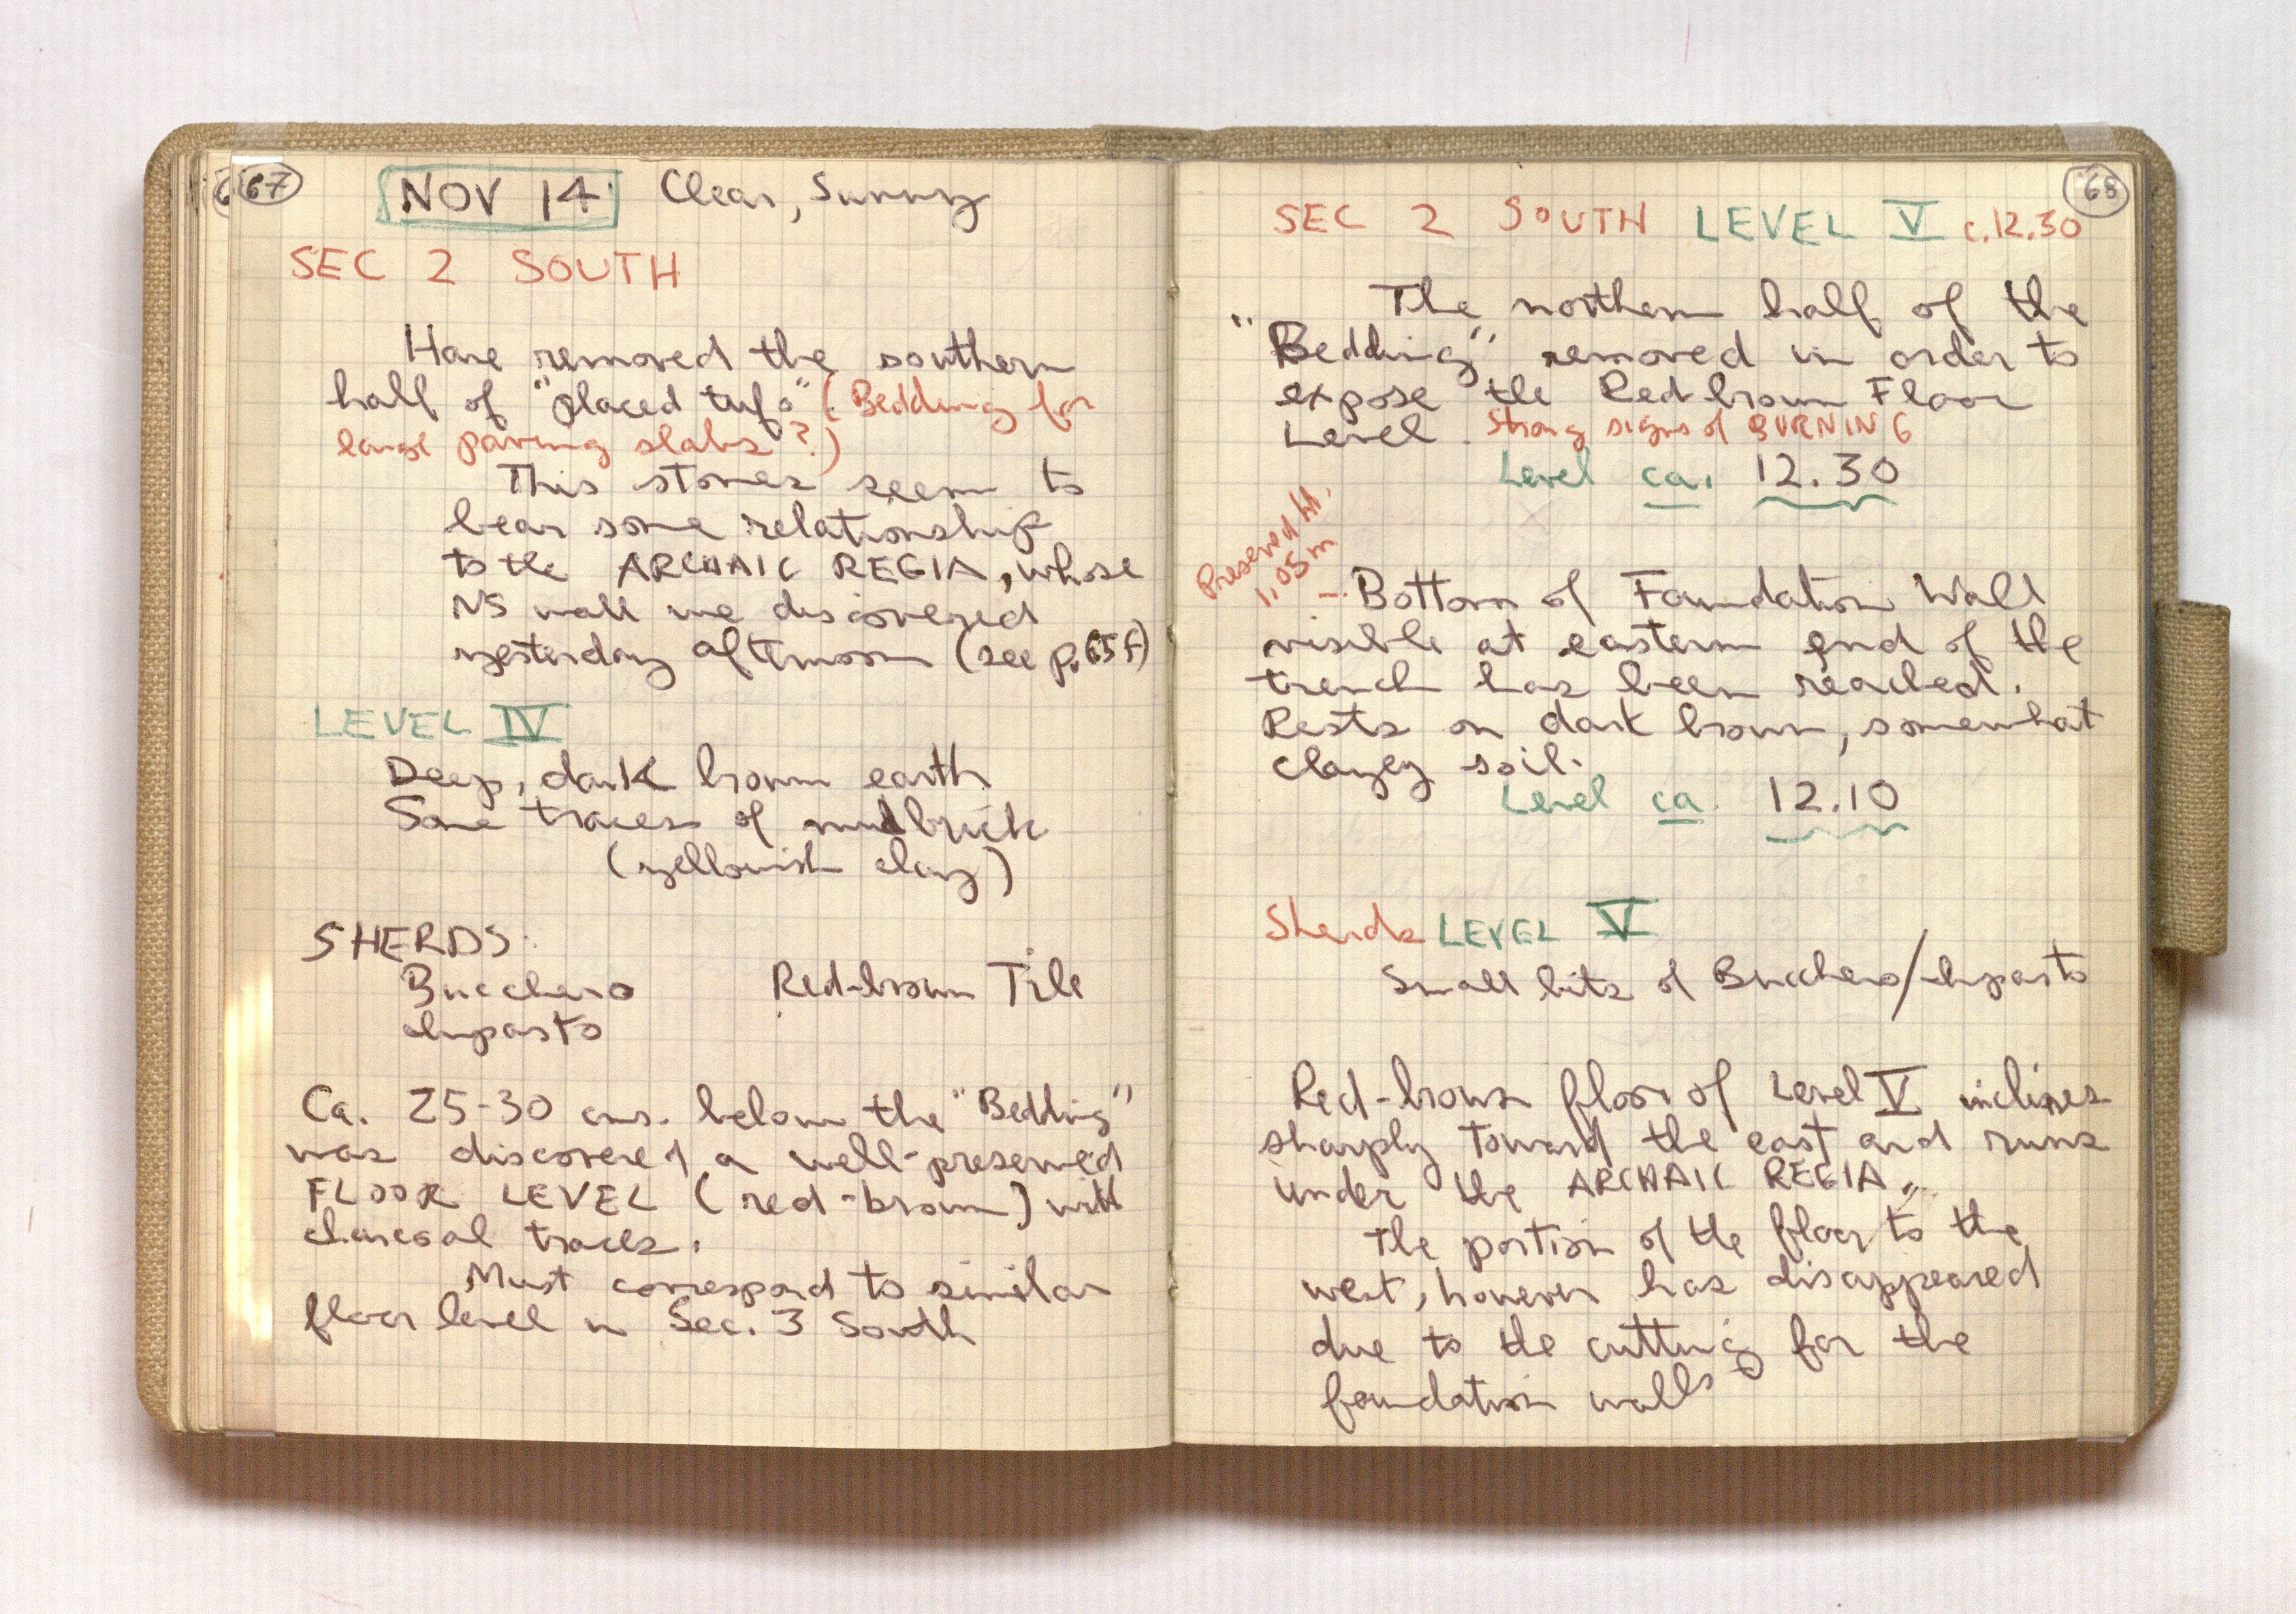 67
NOV 14 Clear, Sunny
SEC 2 SOUTH
Have removed the southern
half of "placed tufo" (Bedding for
large paving slabs?)
This stones seem to
bear some relationship
to the ARCHAIC REGIA, whose
NS wall we discovered
yesterday afternoon (see p. 65 f)
LEVEL IV
Deep, dark brown earth
Some traces of mudbrick
(yellowish clay)
SHERDS:
Bucchero Red-brown Tile
Impasto
Ca. 25-30 cms. below the "Bedding"
was discovered a well-preserved
FLOOR LEVEL (red-brown) with
charcoal traces.
Must correspond to similar
floor level in Sec. 3 South
68
SEC 2 SOUTH LEVEL V c.12.30
The northern half of the
"Bedding" removed in order to
expose the Red brown Floor
Level. Strong signs of BURNING
Level ca. 12.30
Preserved ht.
1.05 m
- Bottom of Foundation Wall
visible at eastern end of the
trench has been reached.
Rests on dark brown, somewhat
clayey soil.
Level ca. 12.10
Sherds LEVEL V
Small bits of Bucchero/Impasto
Red-brown floor of Level V inclines
sharply toward the east and runs
under the ARCHAIC REGIA.
The portion of the floor to the
west, however has disappeared
due to the cutting for the
foundation walls